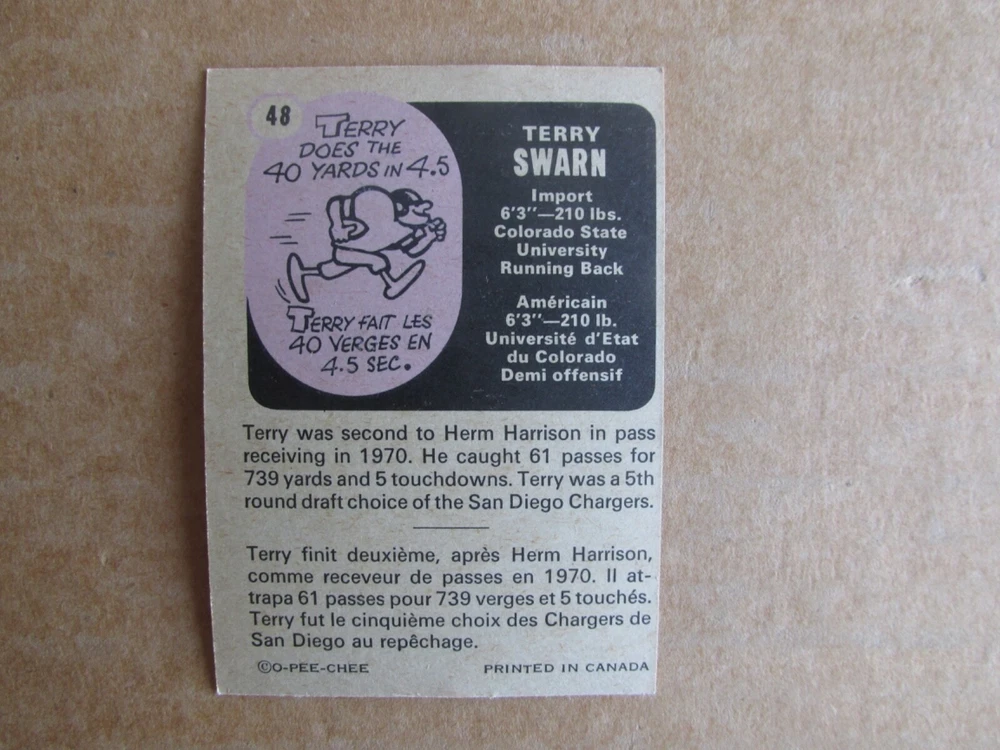 48
TERRY
DOES THE
40 YARDS IN 4.5
TERRY FAIT LES
40 VERGES EN
4.5 SEC.
TERRY
SWARN
Import
6'3"—210 lbs.
Colorado State
University
Running Back
Américain
6'3"—210 lb.
Université d'Etat
du Colorado
Demi offensif
Terry was second to Herm Harrison in pass
receiving in 1970. He caught 61 passes for
739 yards and 5 touchdowns. Terry was a 5th
round draft choice of the San Diego Chargers.
Terry finit deuxième, après Herm Harrison,
comme receveur de passes en 1970. Il at-
trapa 61 passes pour 739 verges et 5 touchés.
Terry fut le cinquième choix des Chargers de
San Diego au repêchage.
©O-PEE-CHEE
PRINTED IN CANADA